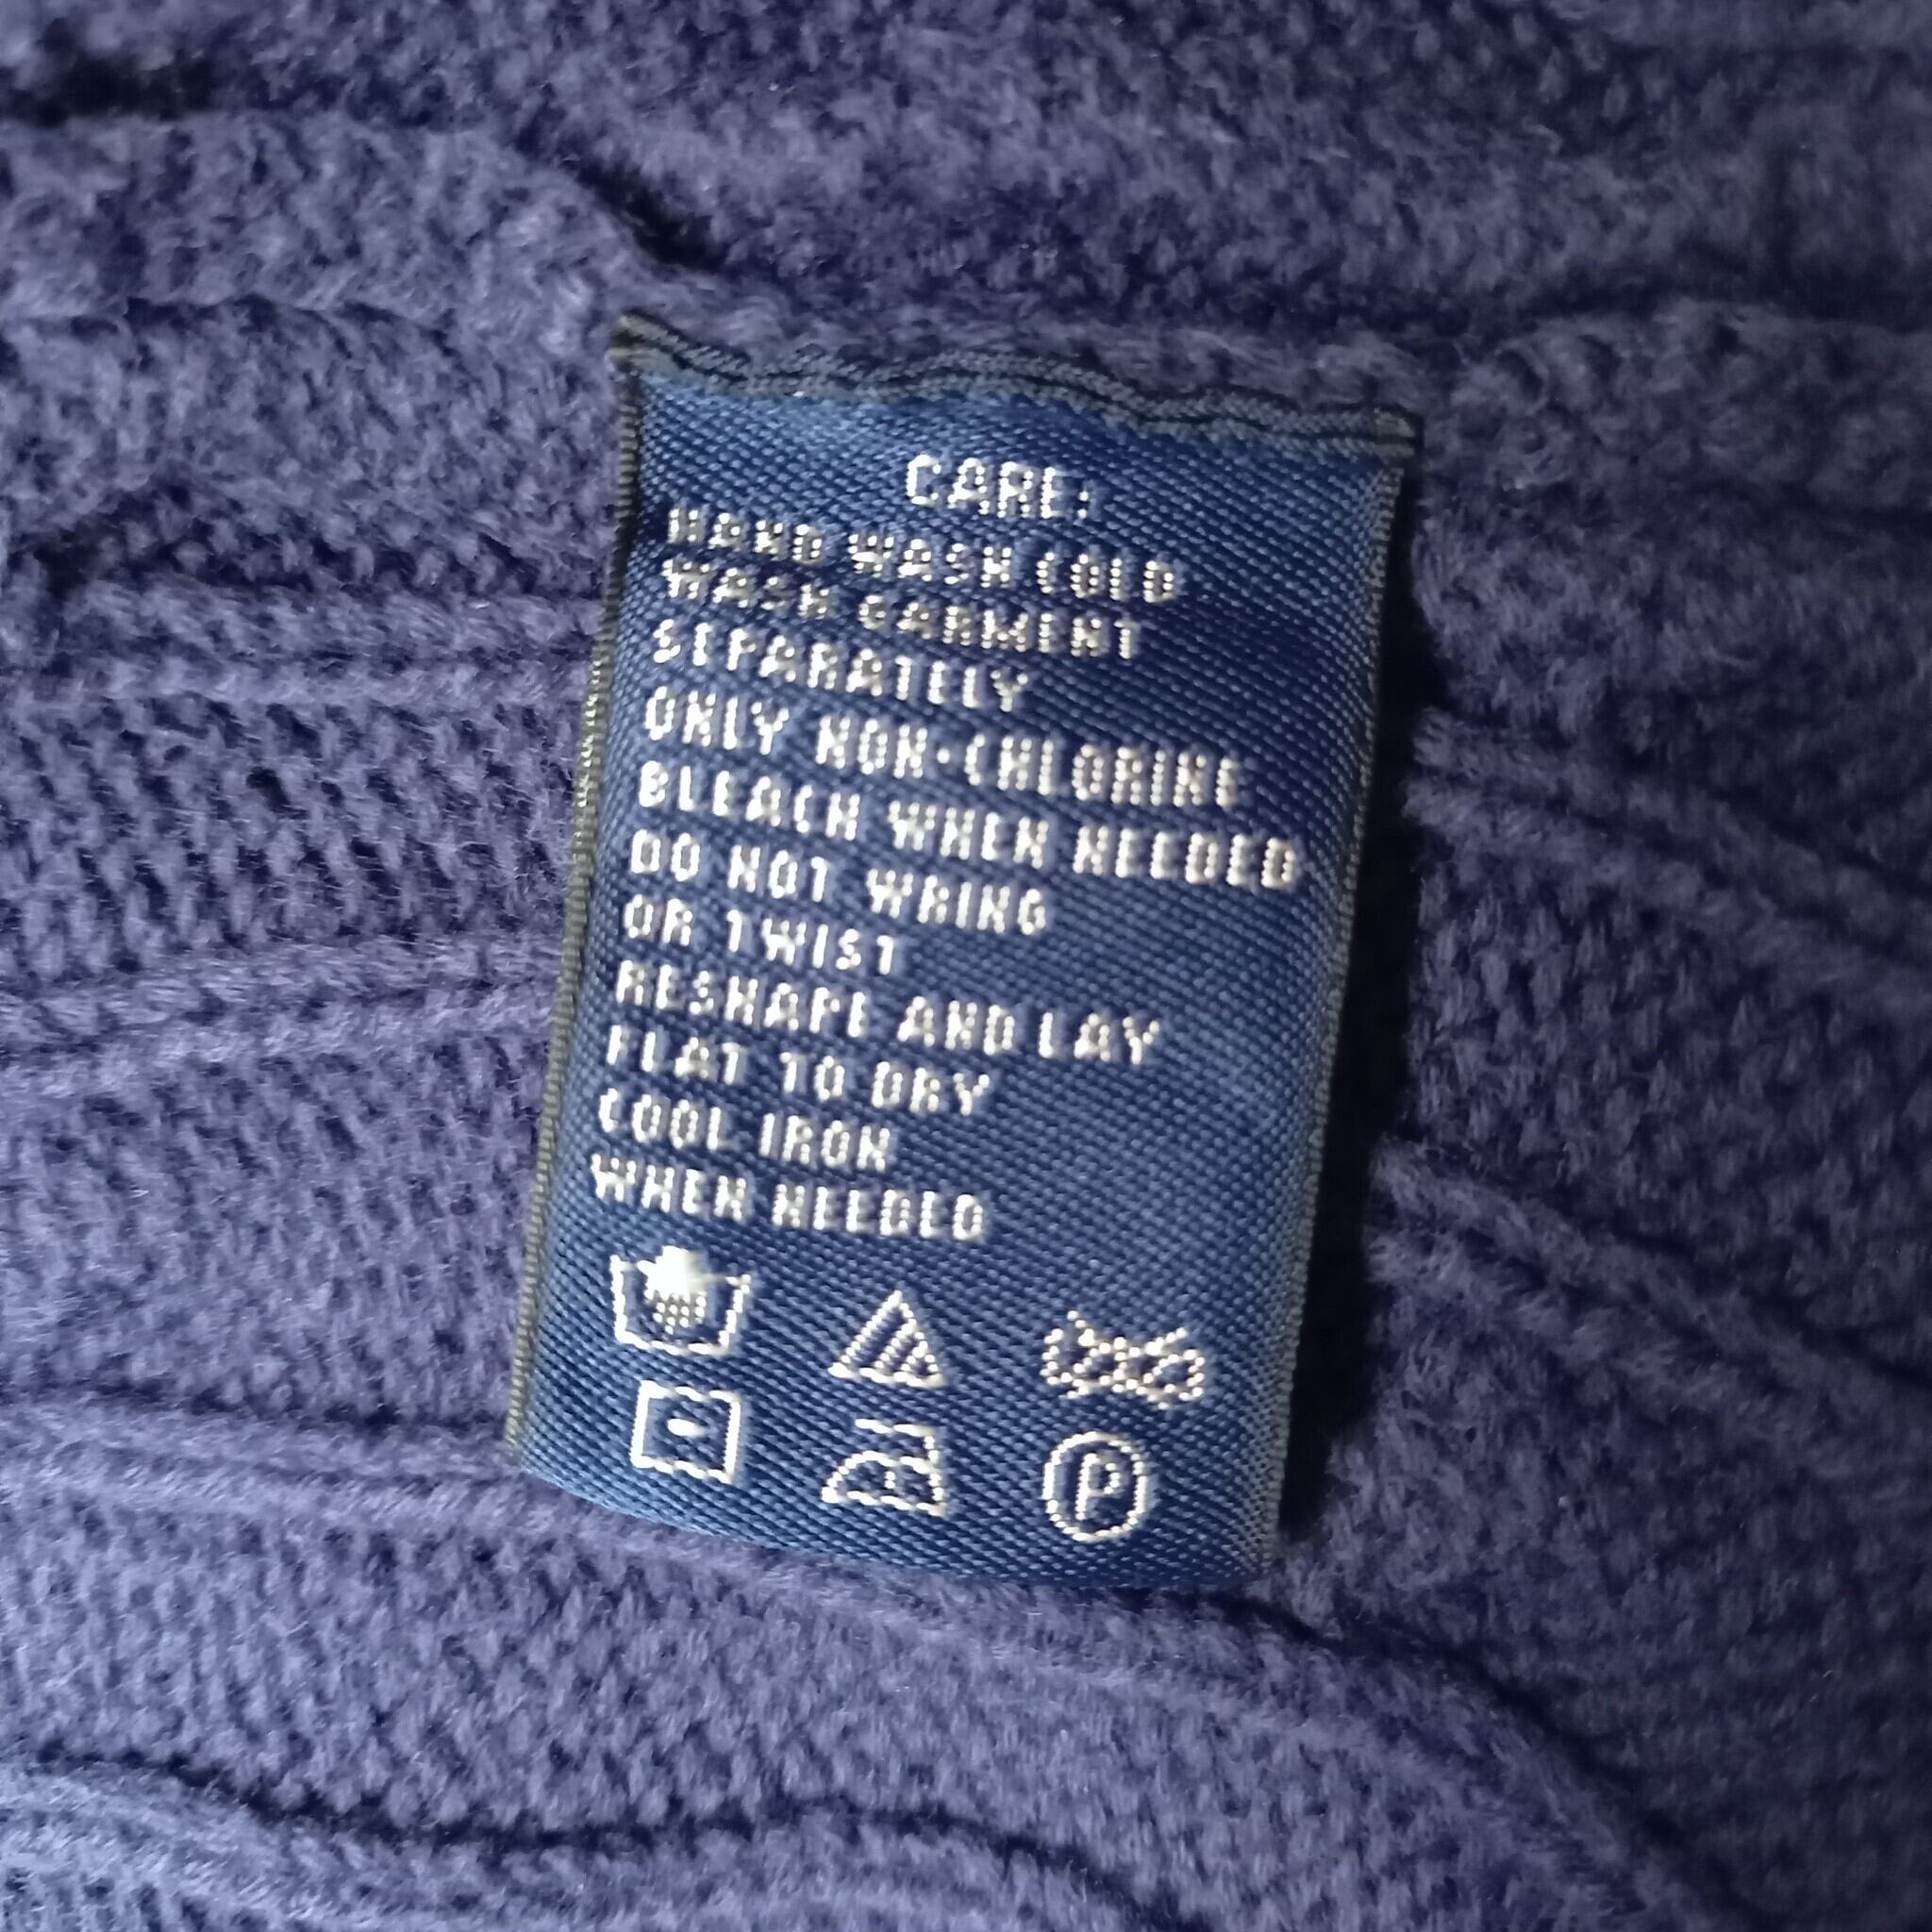 CARE:
HAND WASH COLD
WASH GARMENT
SEPARATELY
ONLY NON-CHLORINE
BLEACH WHEN NEEDED
DO NOT WRING
OR TWIST
RESHAPE AND LAY
FLAT TO DRY
COOL IRON
WHEN NEEDED
P